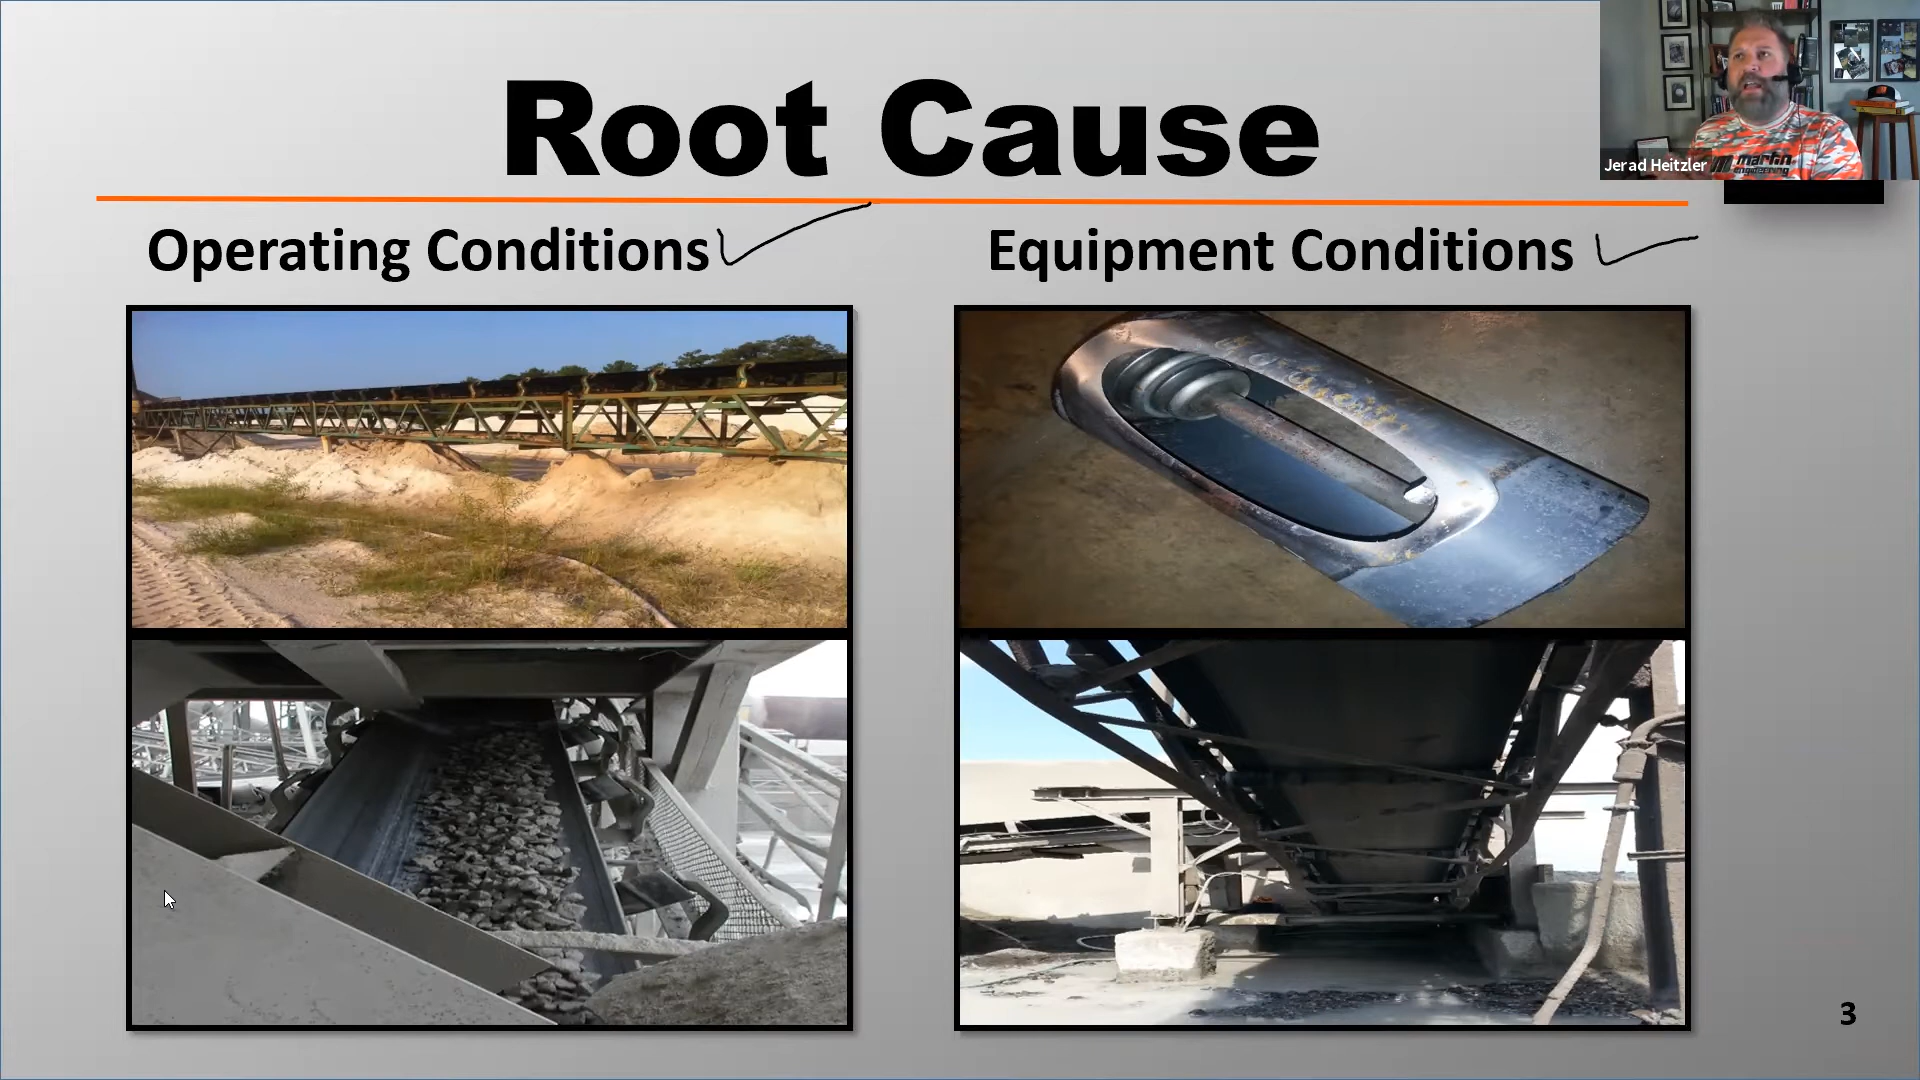 Root Cause
Jerad Heitzler
martin
engineering
Operating Conditions
Equipment Conditions
3